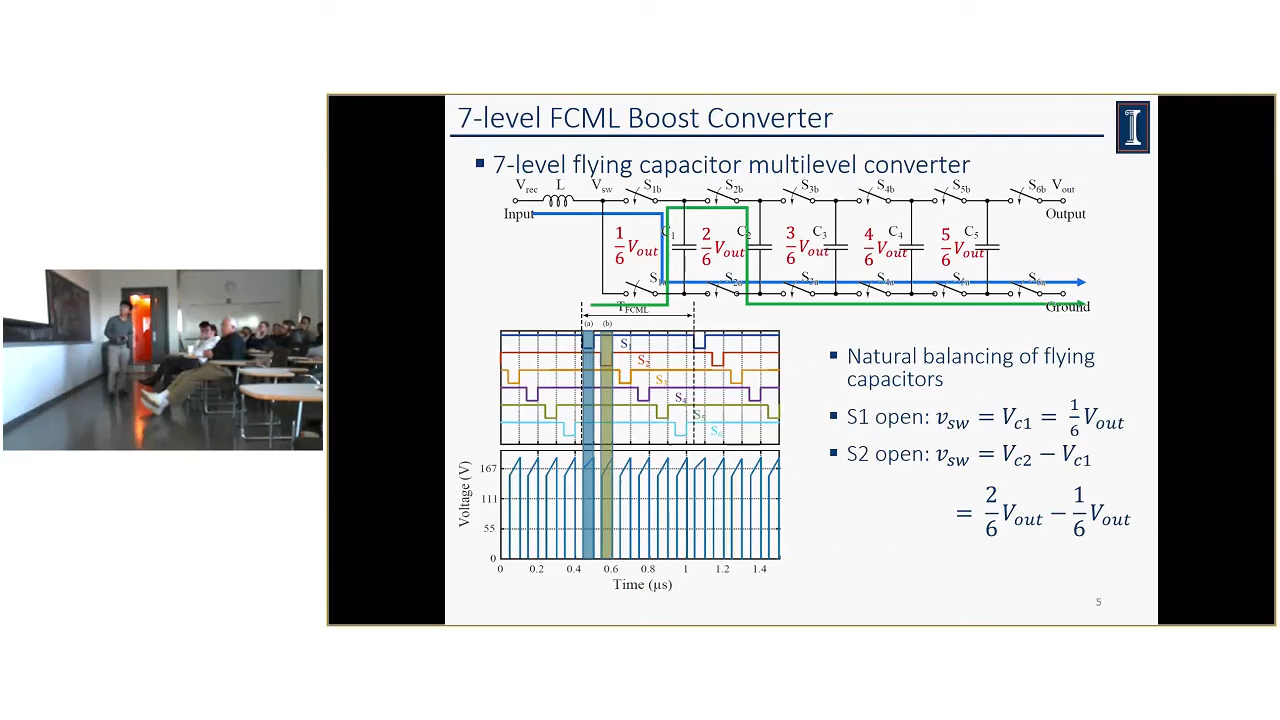 7-level FCML Boost Converter
▪ 7-level flying capacitor multilevel converter
V_rec L V_sw S_1b S_2b S_3b S_4b S_5b S_6b V_out
Input Output
1/6 V_out C_1 2/6 V_out C_2 3/6 V_out C_3 4/6 V_out C_4 5/6 V_out C_5
S_1a S_2a S_3a S_4a S_5a S_6a
T_FCML Ground
(a) (b)
S_1
S_2
S_3
S_4
S_5
S_6
Voltage (V)
167
111
55
0
0 0.2 0.4 0.6 0.8 1 1.2 1.4
Time (µs)
▪ Natural balancing of flying
capacitors
▪ S1 open: v_sw = V_c1 = 1/6 V_out
▪ S2 open: v_sw = V_c2 − V_c1
= 2/6 V_out − 1/6 V_out
5
I